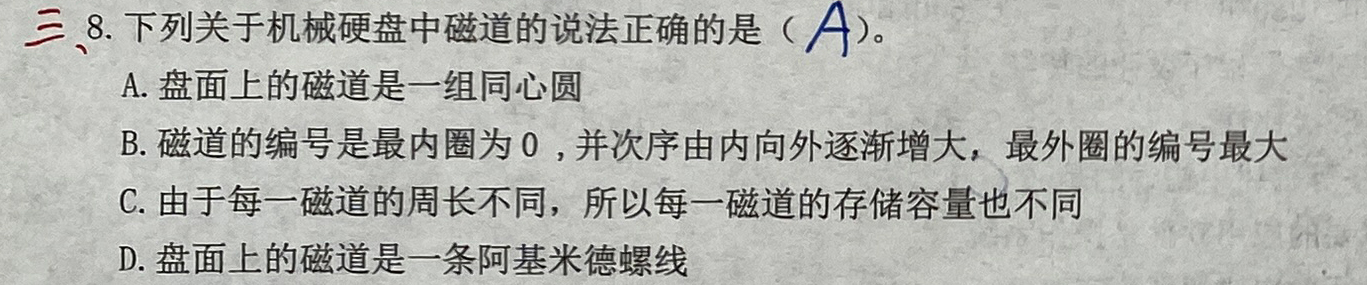 三、8. 下列关于机械硬盘中磁道的说法正确的是（A）。
A. 盘面上的磁道是一组同心圆
B. 磁道的编号是最内圈为0 ,并次序由内向外逐渐增大，最外圈的编号最大
C. 由于每一磁道的周长不同，所以每一磁道的存储容量也不同
D. 盘面上的磁道是一条阿基米德螺线